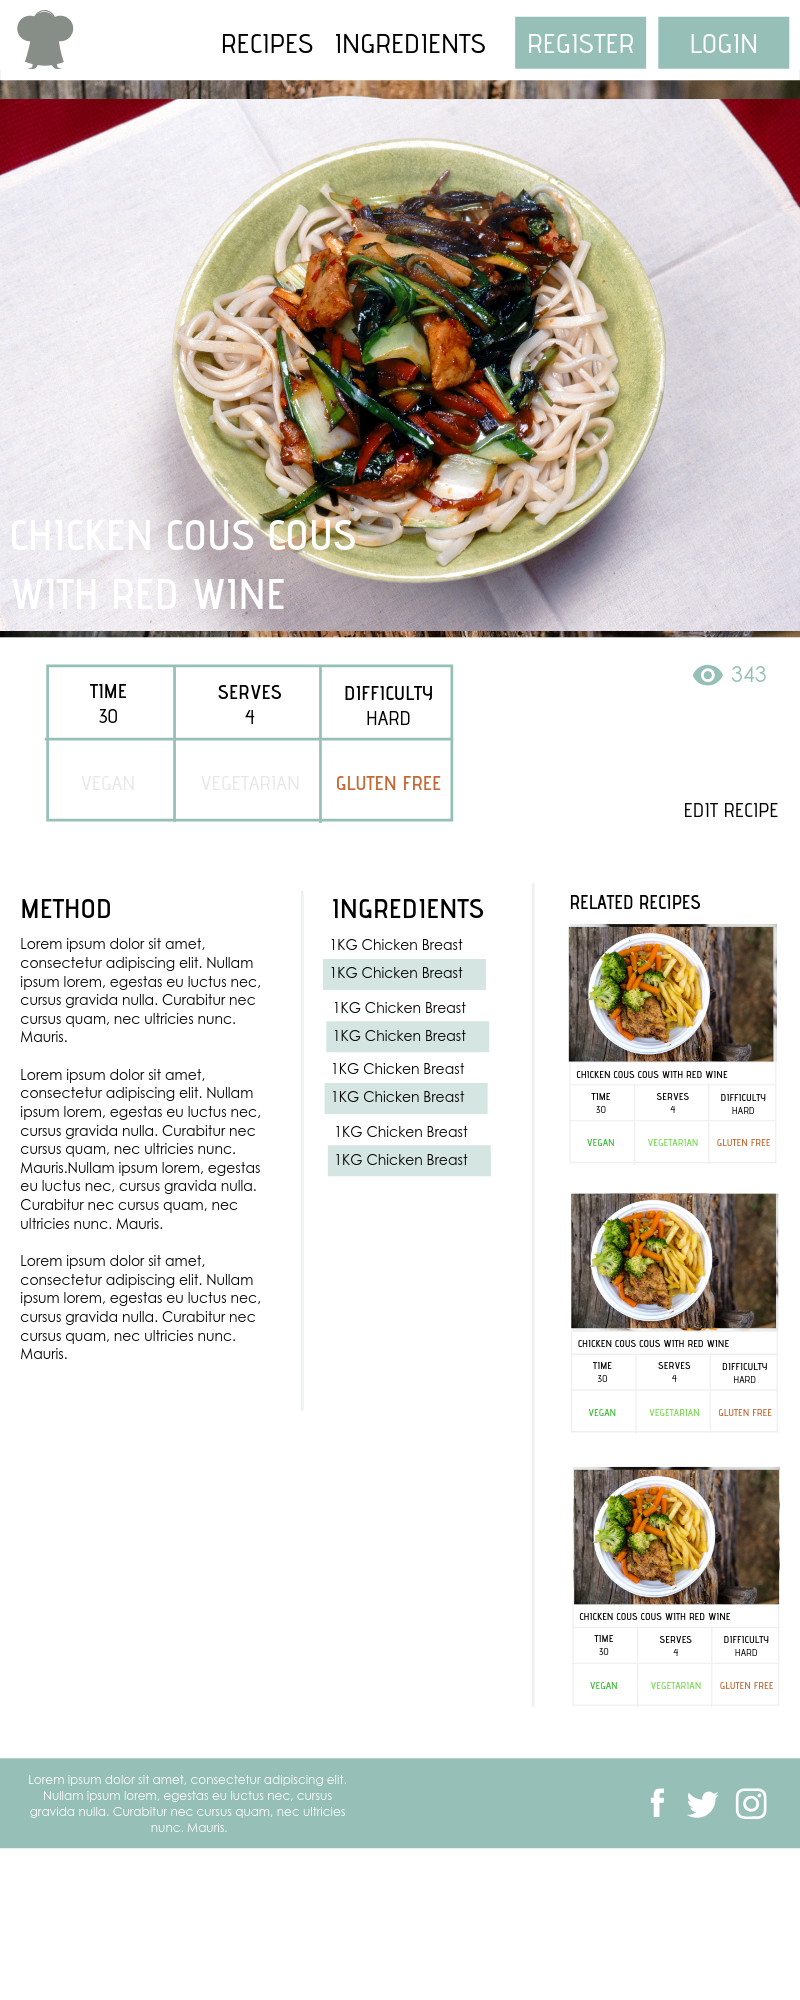 RECIPES INGREDIENTS REGISTER LOGIN
CHICKEN COUS COUS
WITH RED WINE
343
TIME SERVES DIFFICULTY
30 4 HARD
VEGAN VEGETARIAN GLUTEN FREE
EDIT RECIPE
METHOD
Lorem ipsum dolor sit amet,
consectetur adipiscing elit. Nullam
ipsum lorem, egestas eu luctus nec,
cursus gravida nulla. Curabitur nec
cursus quam, nec ultricies nunc.
Mauris.
Lorem ipsum dolor sit amet,
consectetur adipiscing elit. Nullam
ipsum lorem, egestas eu luctus nec,
cursus gravida nulla. Curabitur nec
cursus quam, nec ultricies nunc.
Mauris.Nullam ipsum lorem, egestas
eu luctus nec, cursus gravida nulla.
Curabitur nec cursus quam, nec
ultricies nunc. Mauris.
Lorem ipsum dolor sit amet,
consectetur adipiscing elit. Nullam
ipsum lorem, egestas eu luctus nec,
cursus gravida nulla. Curabitur nec
cursus quam, nec ultricies nunc.
Mauris.
INGREDIENTS
1KG Chicken Breast
1KG Chicken Breast
1KG Chicken Breast
1KG Chicken Breast
1KG Chicken Breast
1KG Chicken Breast
1KG Chicken Breast
1KG Chicken Breast
RELATED RECIPES
CHICKEN COUS COUS WITH RED WINE
TIME SERVES DIFFICULTY
30 4 HARD
VEGAN VEGETARIAN GLUTEN FREE
CHICKEN COUS COUS WITH RED WINE
TIME SERVES DIFFICULTY
30 4 HARD
VEGAN VEGETARIAN GLUTEN FREE
CHICKEN COUS COUS WITH RED WINE
TIME SERVES DIFFICULTY
30 4 HARD
VEGAN VEGETARIAN GLUTEN FREE
Lorem ipsum dolor sit amet, consectetur adipiscing elit.
Nullam ipsum lorem, egestas eu luctus nec, cursus
gravida nulla. Curabitur nec cursus quam, nec ultricies
nunc. Mauris.